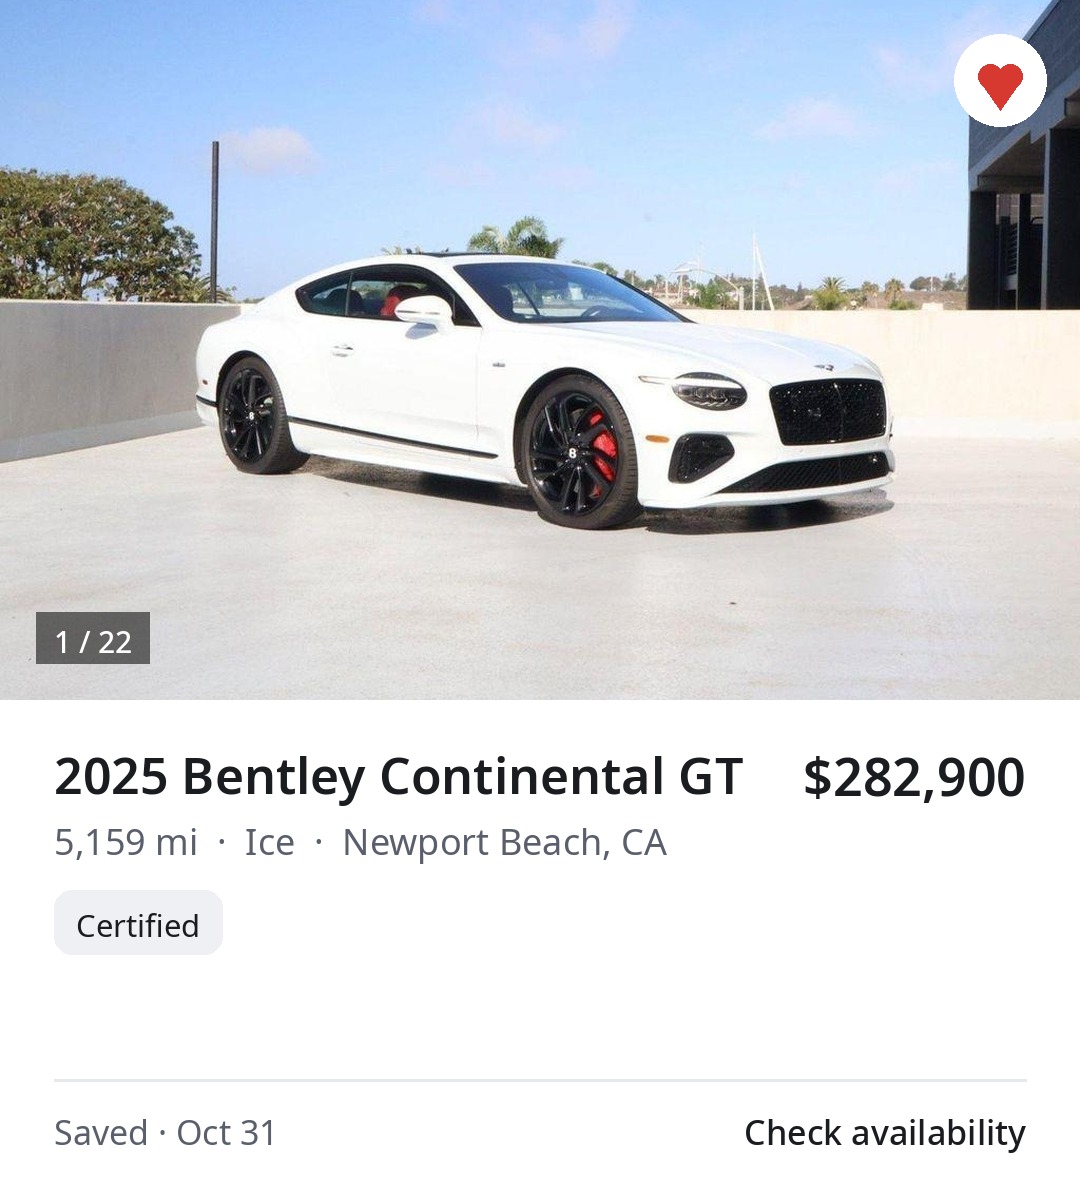 1 / 22
2025 Bentley Continental GT $282,900
5,159 mi · Ice · Newport Beach, CA
Certified
Saved · Oct 31 Check availability